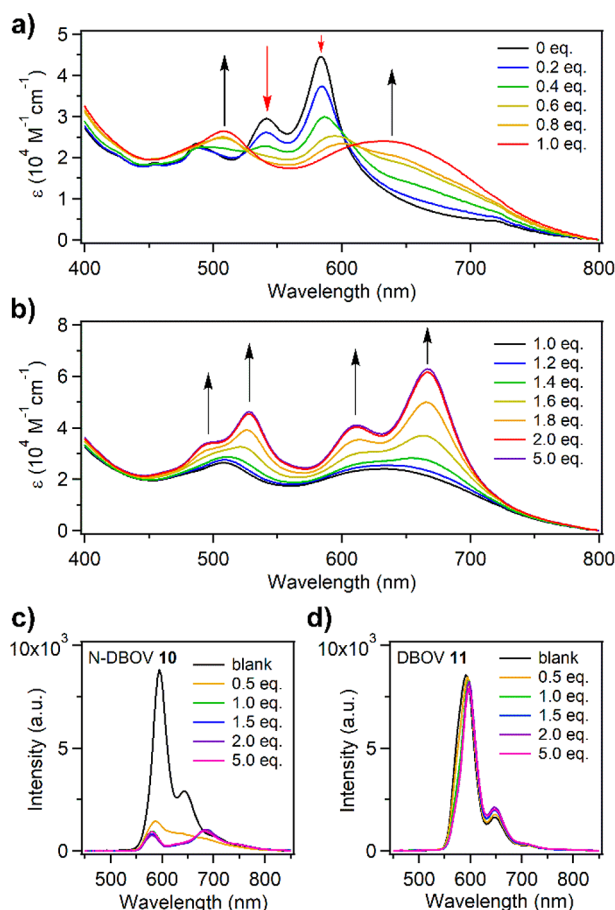 a)
ε (10⁴ M⁻¹ cm⁻¹)
5
4
3
2
1
0
0 eq.
0.2 eq.
0.4 eq.
0.6 eq.
0.8 eq.
1.0 eq.
400
500
600
700
800
Wavelength (nm)
b)
ε (10⁴ M⁻¹ cm⁻¹)
8
6
4
2
0
1.0 eq.
1.2 eq.
1.4 eq.
1.6 eq.
1.8 eq.
2.0 eq.
5.0 eq.
400
500
600
700
800
Wavelength (nm)
c)
10x10³
5
0
Intensity (a.u.)
N-DBOV 10
blank
0.5 eq.
1.0 eq.
1.5 eq.
2.0 eq.
5.0 eq.
500
600
700
800
Wavelength (nm)
d)
10x10³
5
0
Intensity (a.u.)
DBOV 11
blank
0.5 eq.
1.0 eq.
1.5 eq.
2.0 eq.
5.0 eq.
500
600
700
800
Wavelength (nm)